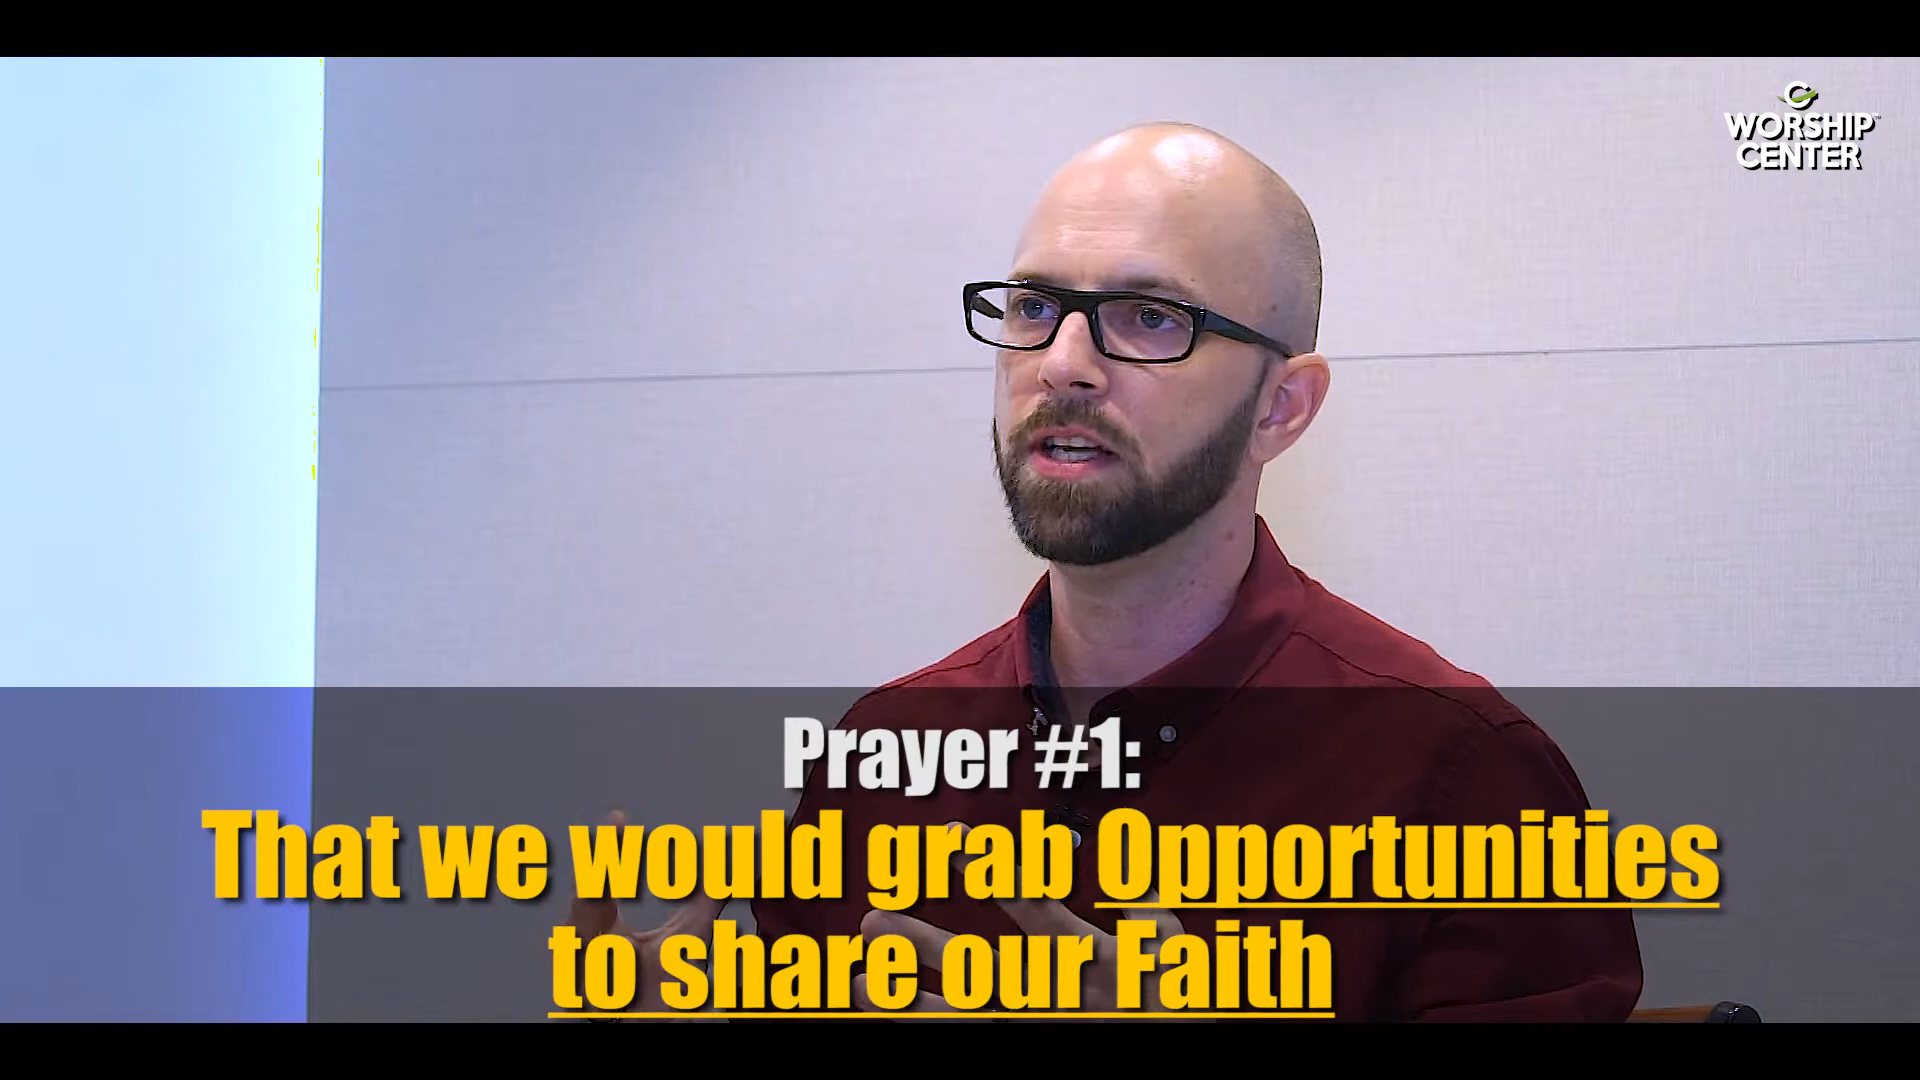 WORSHIP
CENTER
Prayer #1:
That we would grab Opportunities
to share our Faith